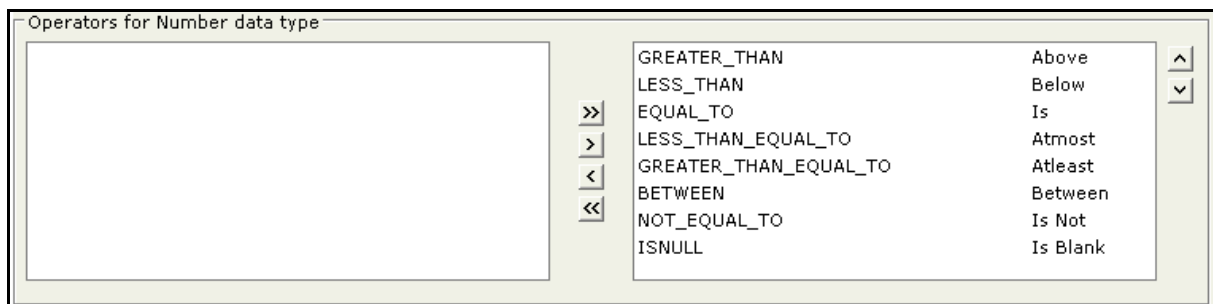 Operators for Number data type
GREATER_THAN Above
LESS_THAN Below
>> EQUAL_TO Is
> LESS_THAN_EQUAL_TO Atmost
< GREATER_THAN_EQUAL_TO Atleast
<< BETWEEN Between
NOT_EQUAL_TO Is Not
ISNULL Is Blank